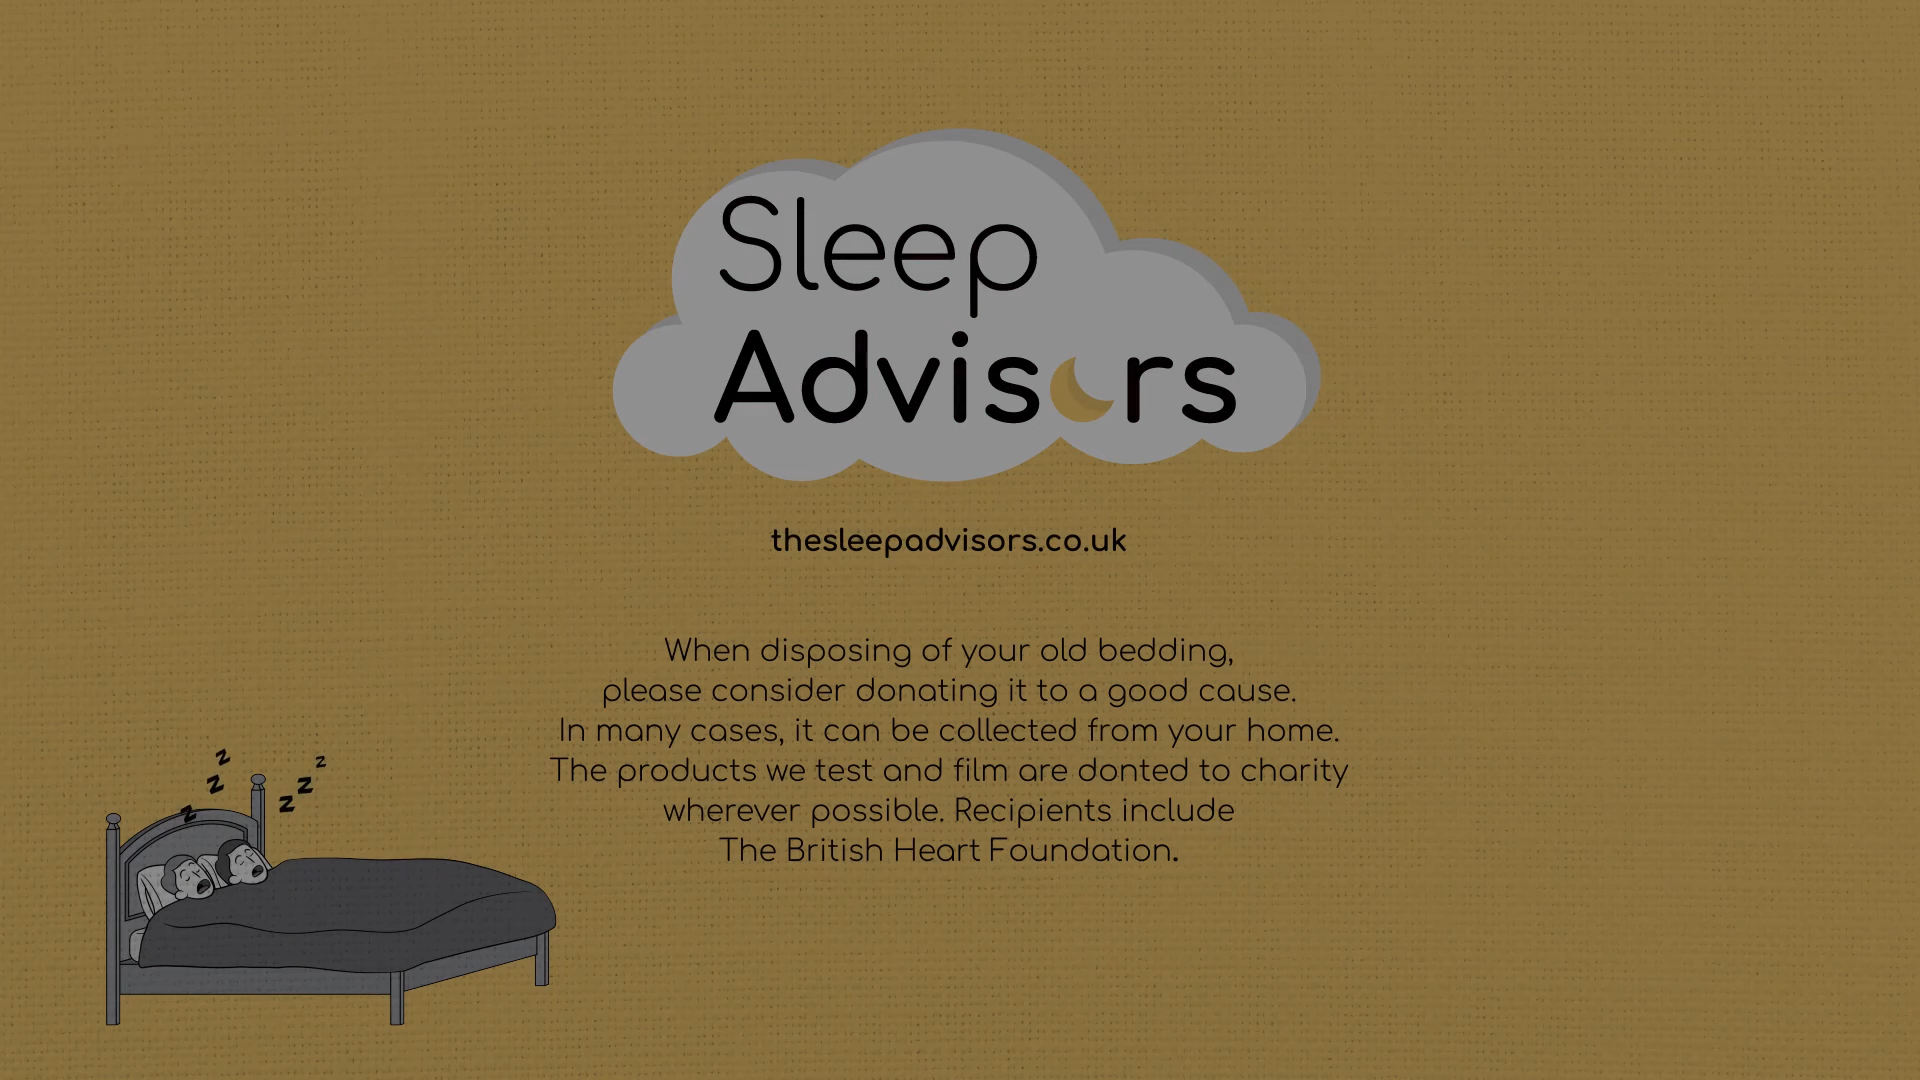 Sleep
Advisors
thesleepadvisors.co.uk
When disposing of your old bedding,
please consider donating it to a good cause.
In many cases, it can be collected from your home.
The products we test and film are donted to charity
wherever possible. Recipients include
The British Heart Foundation.
z
z
z
z
z
z